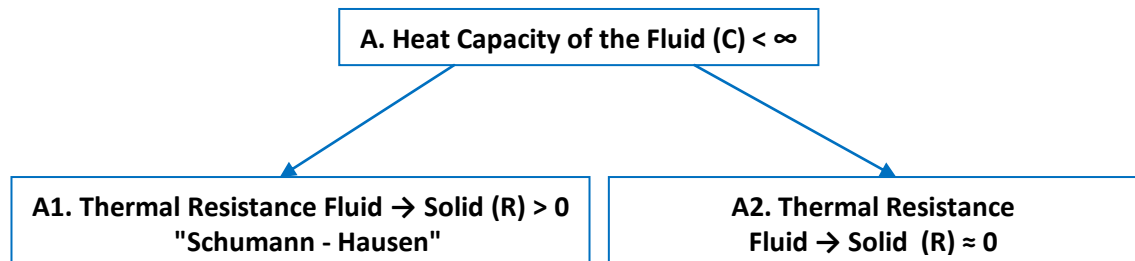 A. Heat Capacity of the Fluid (C) < ∞
A1. Thermal Resistance Fluid → Solid (R) > 0
"Schumann - Hausen"
A2. Thermal Resistance
Fluid → Solid (R) ≈ 0